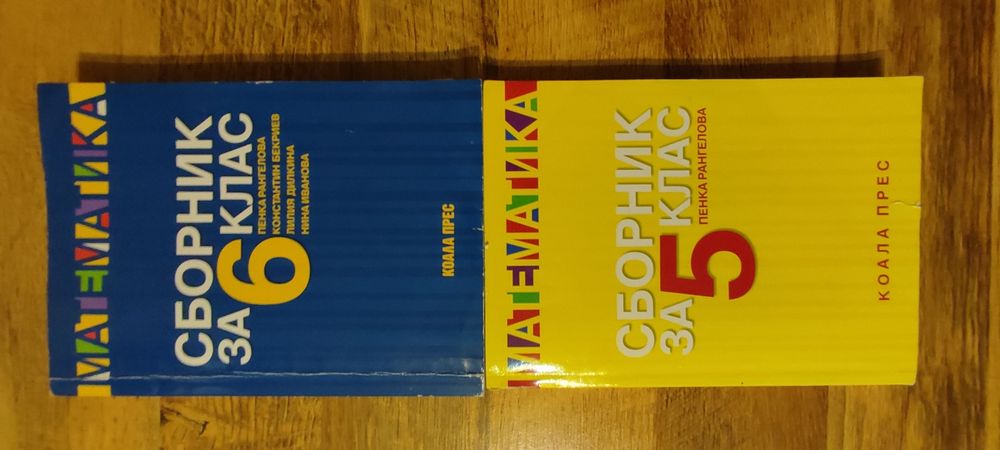 МАТЕМАТИКА
СБОРНИК
ЗА 6 КЛАС
ПЕНКА РАНГЕЛОВА
КОНСТАНТИН БЕКРИЕВ
ЛИЛИЯ ДИЛКИНА
НИНА ИВАНОВА
КОАЛА ПРЕС
МАТЕМАТИКА
СБОРНИК
ЗА 5 КЛАС
ПЕНКА РАНГЕЛОВА
КОАЛА ПРЕС